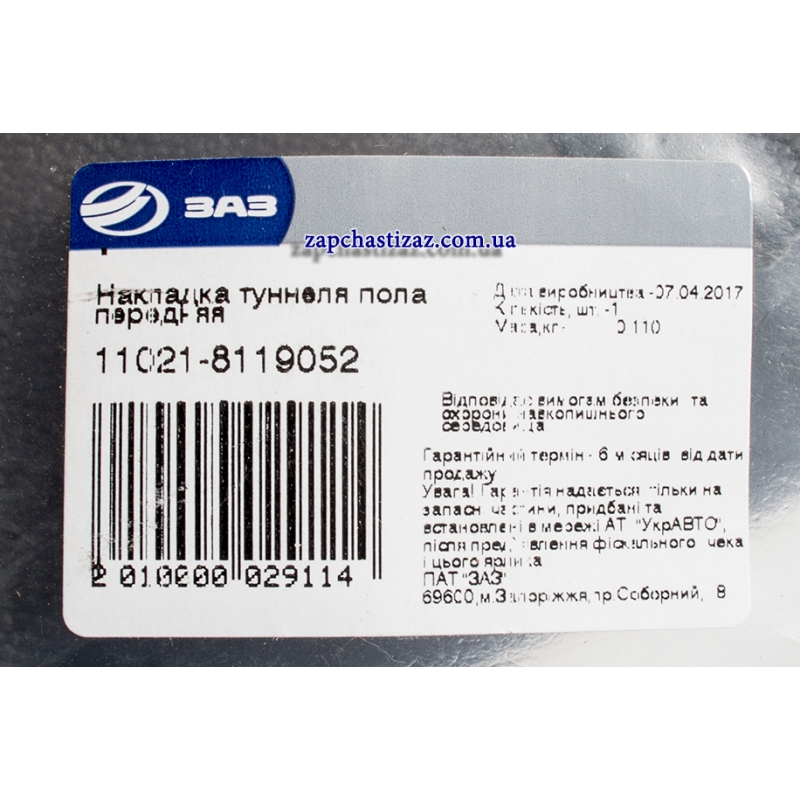 ЗАЗ
zapchastizaz.com.ua
Накладка туннеля пола
передняя
11021-8119052
Дата виробництва -07.04.2017
Кількість, шт. -1
Маса,кг- 0.110
Відповідає вимогам безпеки та
охорони навколишнього
середовища
Гарантійний термін - 6 місяців від дати
продажу
Увага! Гарантія надається тільки на
запасні частини, придбані та
встановлені в мережі АТ "УкрАВТО",
після пред'явлення фіскального чека
і цього ярлика
ПАТ "ЗАЗ"
69600,м.Запоріжжя,пр.Соборний, 8
2 010000 029114